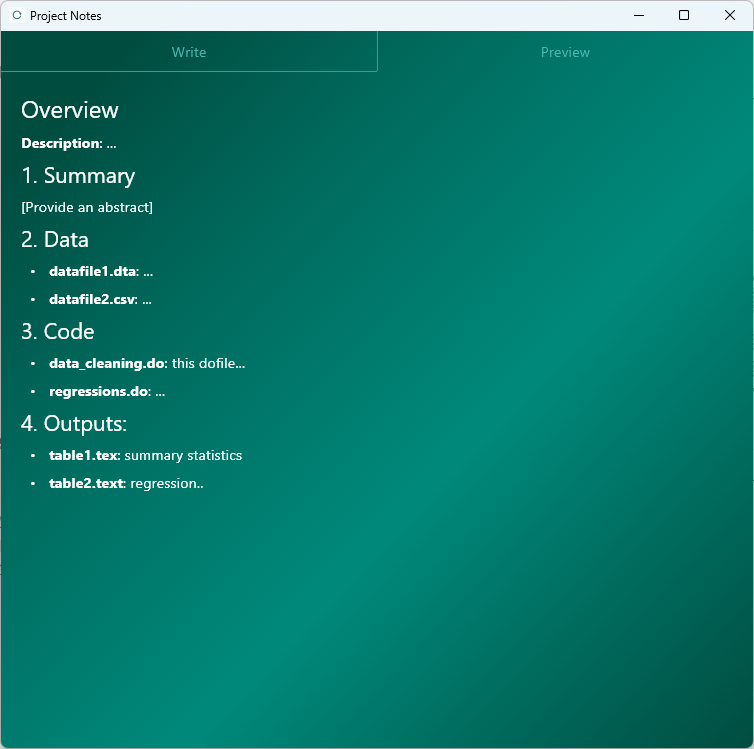 Project Notes
Write
Preview
Overview
Description: ...
1. Summary
[Provide an abstract]
2. Data
• datafile1.dta: ...
• datafile2.csv: ...
3. Code
• data_cleaning.do: this dofile...
• regressions.do: ...
4. Outputs:
• table1.tex: summary statistics
• table2.text: regression..